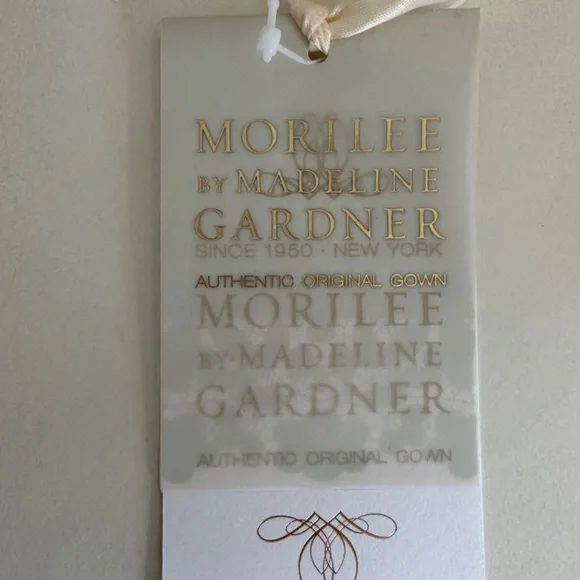 MORILEE
BY MADELINE
GARDNER
SINCE 1950 · NEW YORK
AUTHENTIC ORIGINAL GOWN
MORILEE
BY MADELINE
GARDNER
AUTHENTIC ORIGINAL GOWN